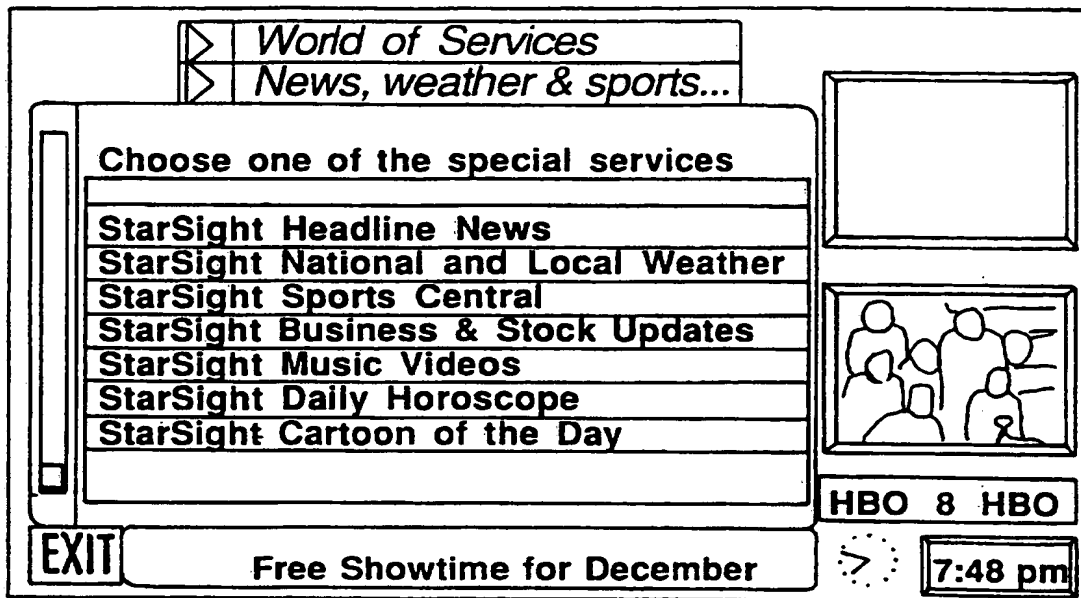 World of Services
News, weather & sports...
Choose one of the special services
StarSight Headline News
StarSight National and Local Weather
StarSight Sports Central
StarSight Business & Stock Updates
StarSight Music Videos
StarSight Daily Horoscope
StarSight Cartoon of the Day
HBO 8 HBO
EXIT
Free Showtime for December
7:48 pm